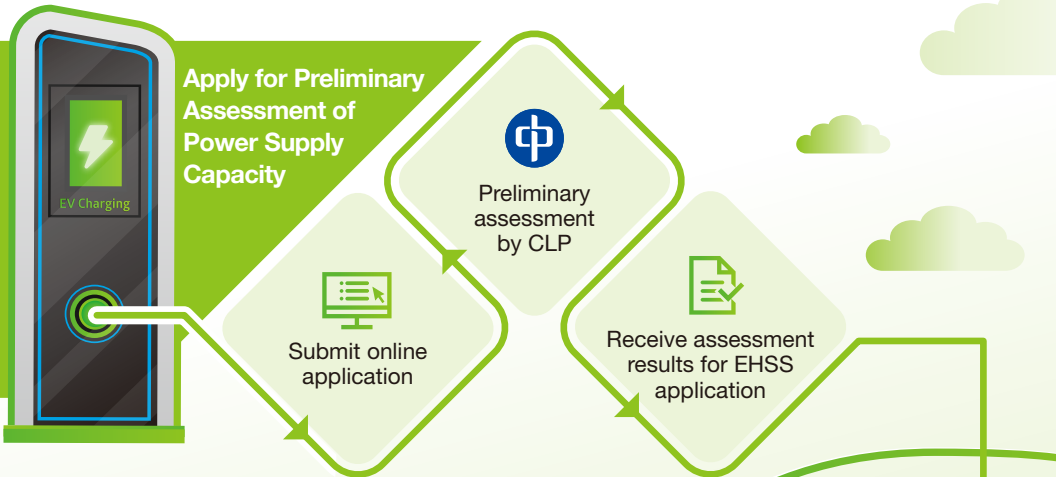 Apply for Preliminary
Assessment of
Power Supply
Capacity
EV Charging
Submit online
application
Preliminary
assessment
by CLP
Receive assessment
results for EHSS
application